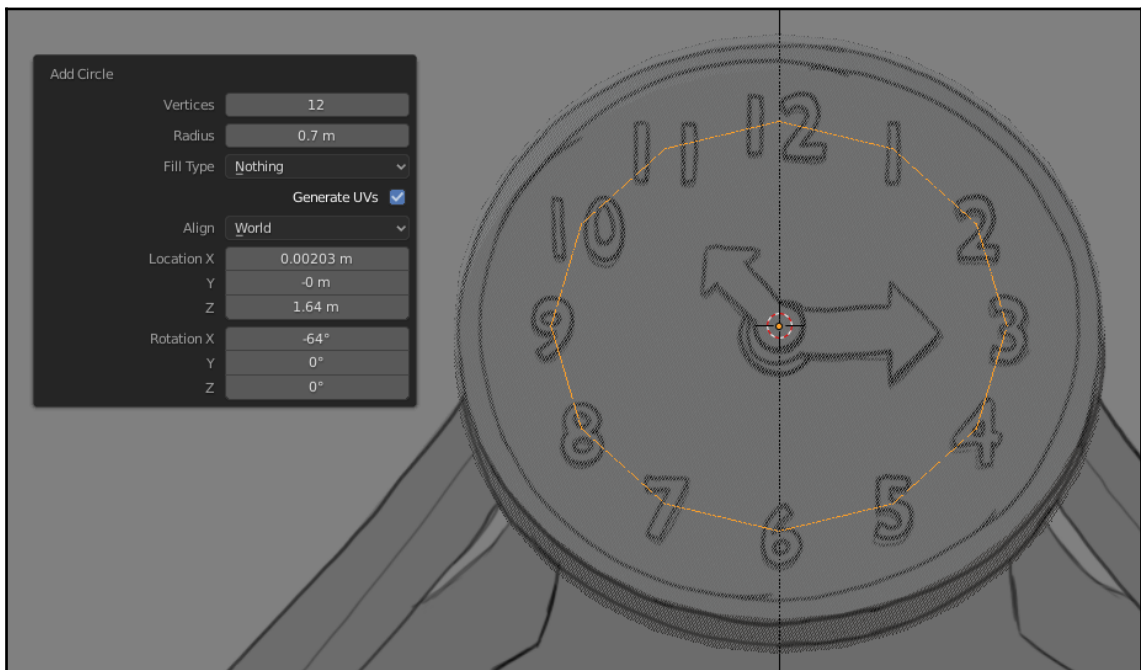 Add Circle
Vertices 12
Radius 0.7 m
Fill Type Nothing
Generate UVs
Align World
Location X 0.00203 m
Y -0 m
Z 1.64 m
Rotation X -64°
Y 0°
Z 0°
12
1
2
3
4
5
6
7
8
9
10
11